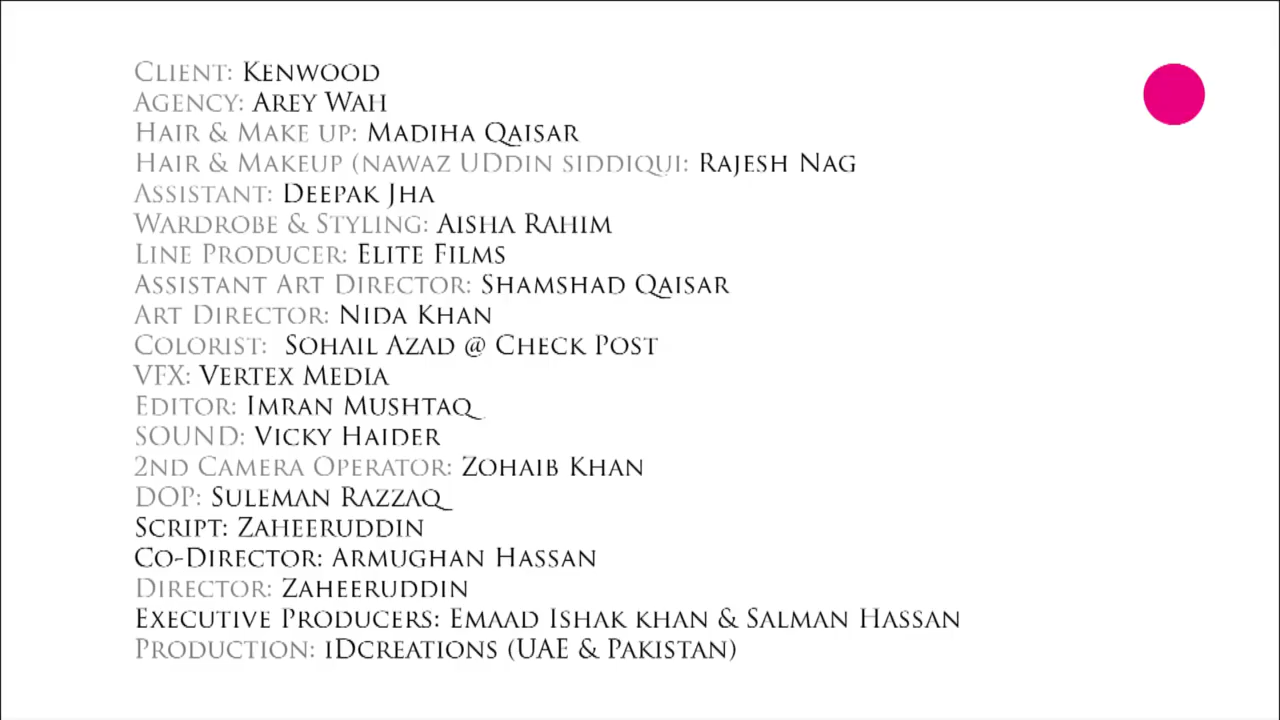 Client: Kenwood
Agency: Arey Wah
Hair & Make up: Madiha Qaisar
Hair & Makeup (nawaz UDdin siddiqui: Rajesh Nag
Assistant: Deepak Jha
Wardrobe & Styling: Aisha Rahim
Line Producer: Elite Films
Assistant Art Director: Shamshad Qaisar
Art Director: Nida Khan
Colorist: Sohail Azad @ Check Post
VFX: Vertex Media
Editor: Imran Mushtaq
SOUND: Vicky Haider
2nd Camera Operator: Zohaib Khan
DOP: Suleman Razzaq
Script: Zaheeruddin
Co-Director: Armughan Hassan
Director: Zaheeruddin
Executive Producers: Emaad Ishak khan & Salman Hassan
Production: iDcreations (UAE & Pakistan)